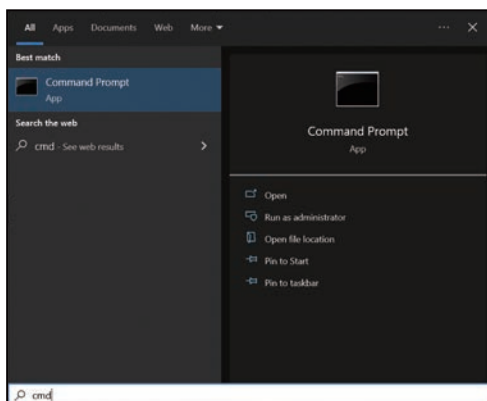 All Apps Documents Web More
Best match
Command Prompt
App
Search the web
cmd - See web results
Command Prompt
App
Open
Run as administrator
Open file location
Pin to Start
Pin to taskbar
cmd